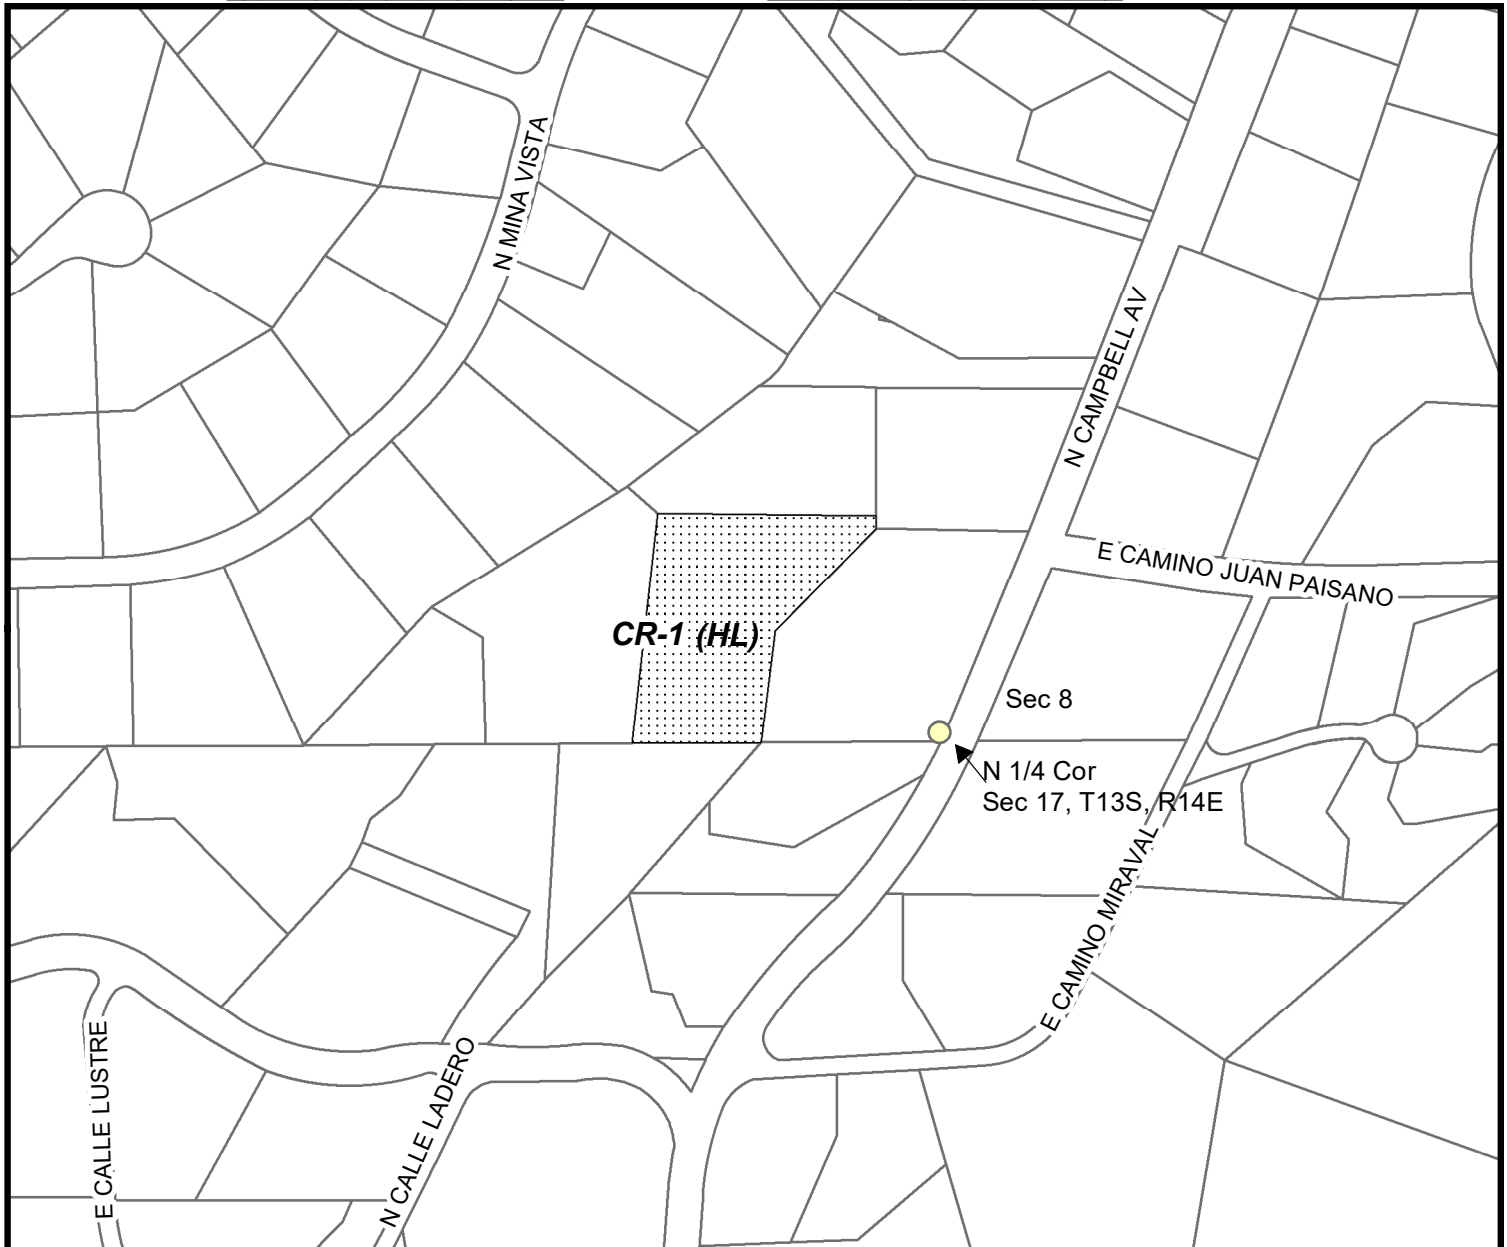 N MINA VISTA
N CAMPBELL AV
E CAMINO JUAN PAISANO
CR-1 (HL)
Sec 8
N 1/4 Cor
Sec 17, T13S, R14E
E CAMINO MIRAVAL
E CALLE LUSTRE
N CALLE LADERO